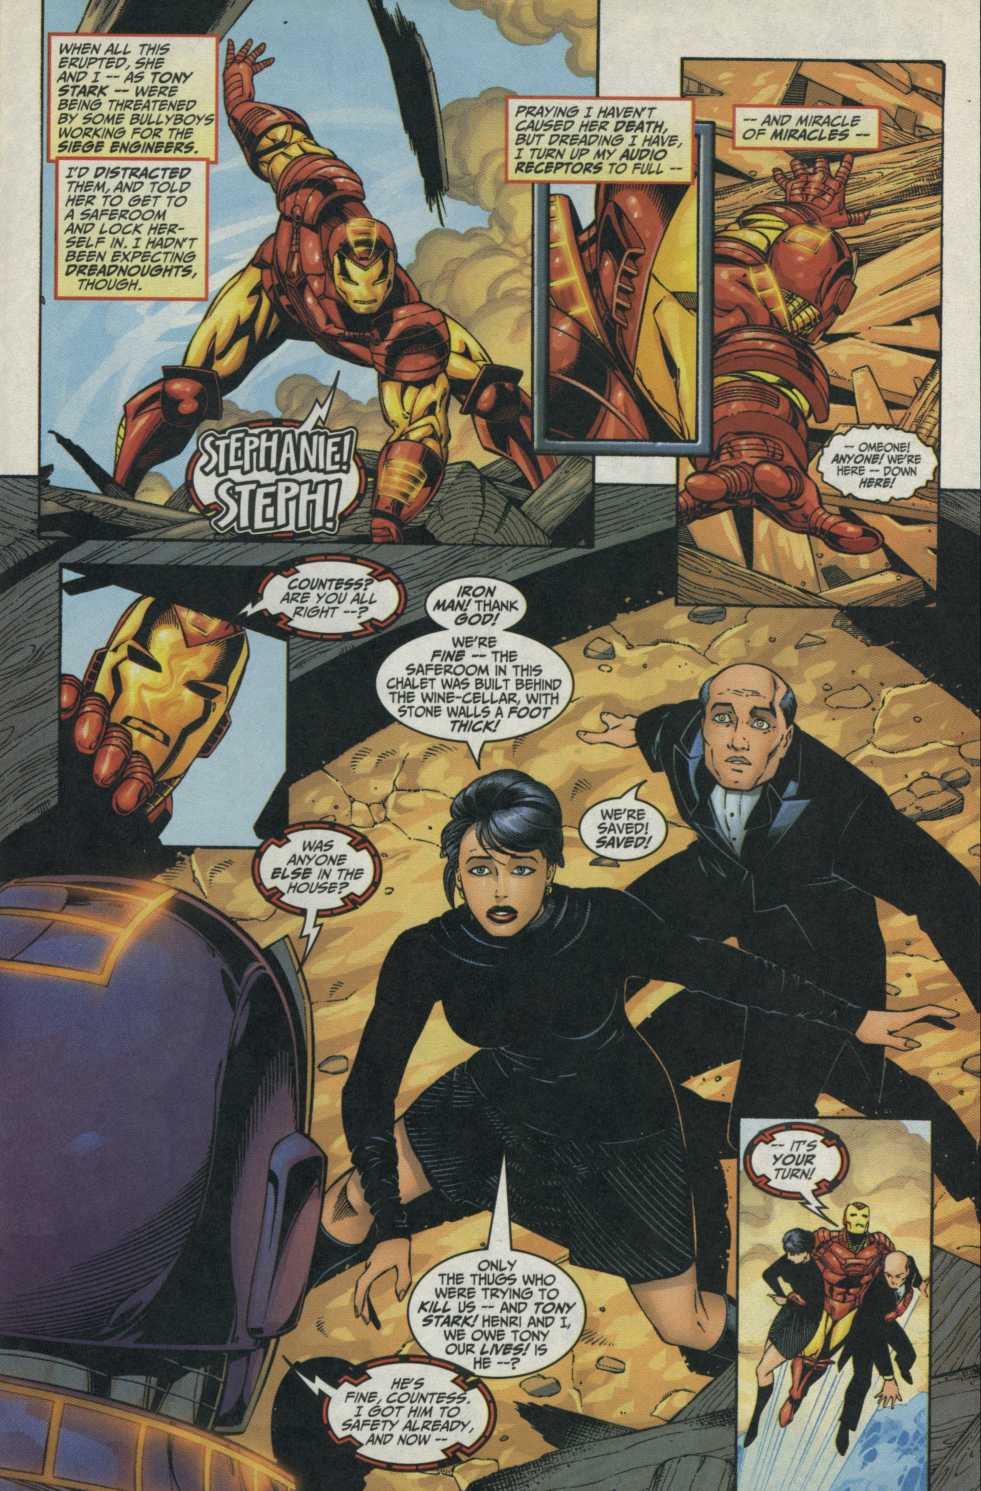 WHEN ALL THIS
ERUPTED, SHE
AND I -- AS TONY
STARK -- WERE
BEING THREATENED
BY SOME BULLYBOYS
WORKING FOR THE
SIEGE ENGINEERS.
I'D DISTRACTED
THEM, AND TOLD
HER TO GET TO
A SAFEROOM
AND LOCK HER-
SELF IN. I HADN'T
BEEN EXPECTING
DREADNOUGHTS,
THOUGH.
STEPHANIE!
STEPH!
PRAYING I HAVEN'T
CAUSED HER DEATH,
BUT DREADING I HAVE,
I TURN UP MY AUDIO
RECEPTORS TO FULL --
-- AND MIRACLE
OF MIRACLES --
-- OMEONE!
ANYONE! WE'RE
HERE -- DOWN
HERE!
COUNTESS?
ARE YOU ALL
RIGHT --?
IRON
MAN! THANK
GOD!
WE'RE
FINE -- THE
SAFEROOM IN THIS
CHALET WAS BUILT BEHIND
THE WINE-CELLAR, WITH
STONE WALLS A FOOT
THICK!
WE'RE
SAVED!
SAVED!
WAS
ANYONE
ELSE IN THE
HOUSE?
ONLY
THE THUGS WHO
WERE TRYING TO
KILL US -- AND TONY
STARK! HENRI AND I,
WE OWE TONY
OUR LIVES! IS
HE --?
HE'S
FINE, COUNTESS.
I GOT HIM TO
SAFETY ALREADY,
AND NOW --
-- IT'S
YOUR
TURN!